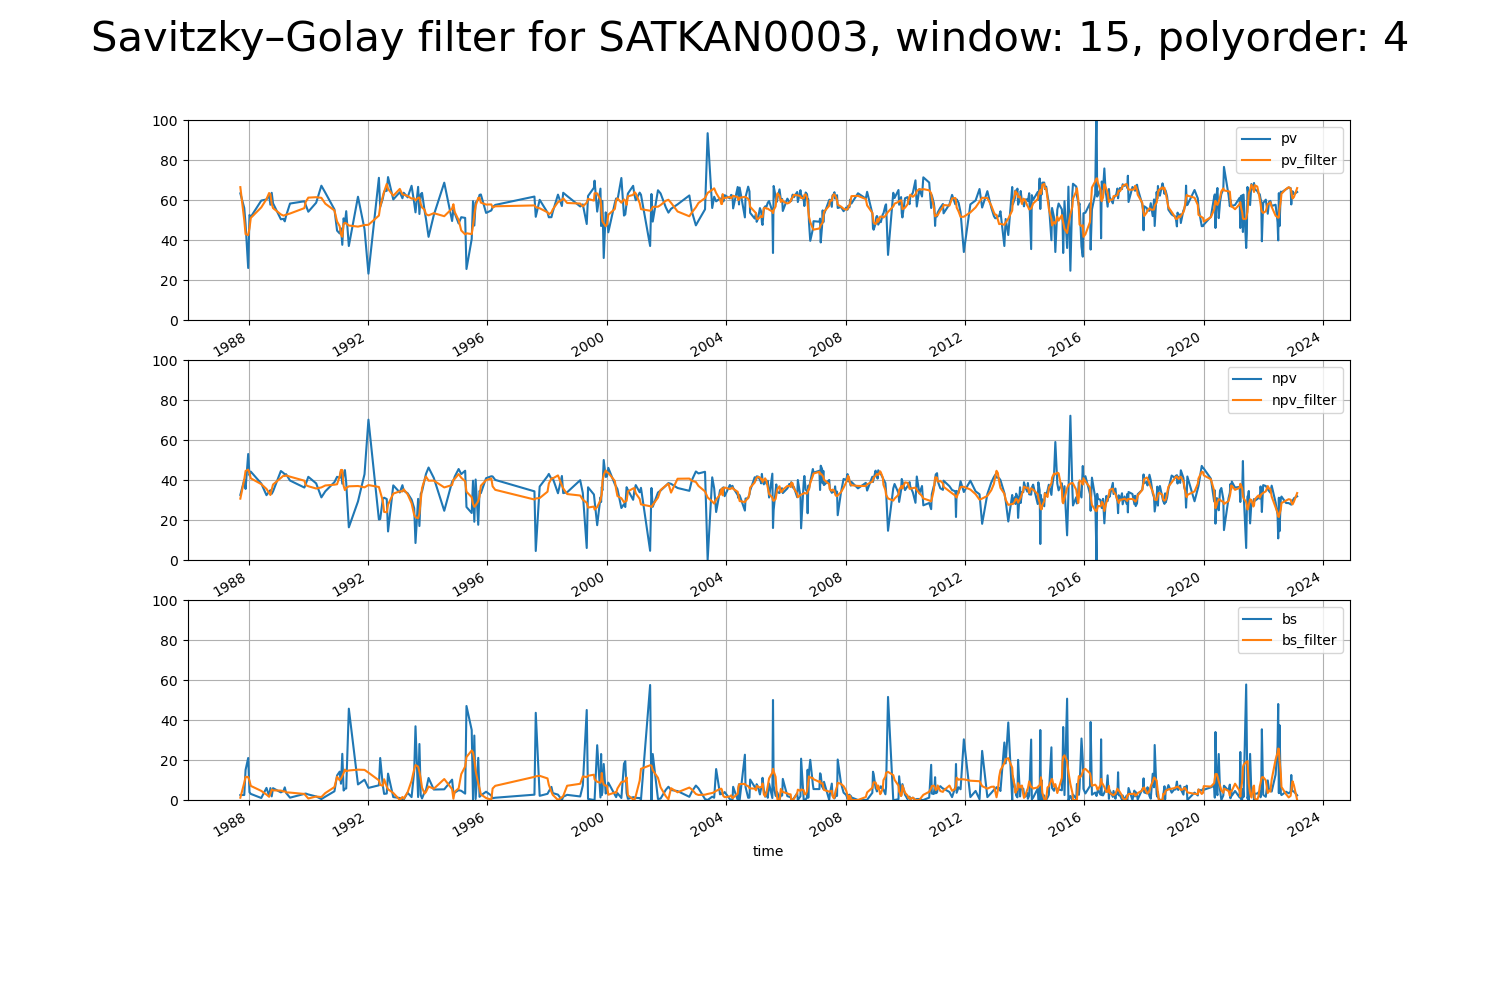 Savitzky–Golay filter for SATKAN0003, window: 15, polyorder: 4
100
80
60
40
20
0
pv
pv_filter
1988 1992 1996 2000 2004 2008 2012 2016 2020 2024
100
80
60
40
20
0
npv
npv_filter
1988 1992 1996 2000 2004 2008 2012 2016 2020 2024
100
80
60
40
20
0
bs
bs_filter
1988 1992 1996 2000 2004 2008 2012 2016 2020 2024
time